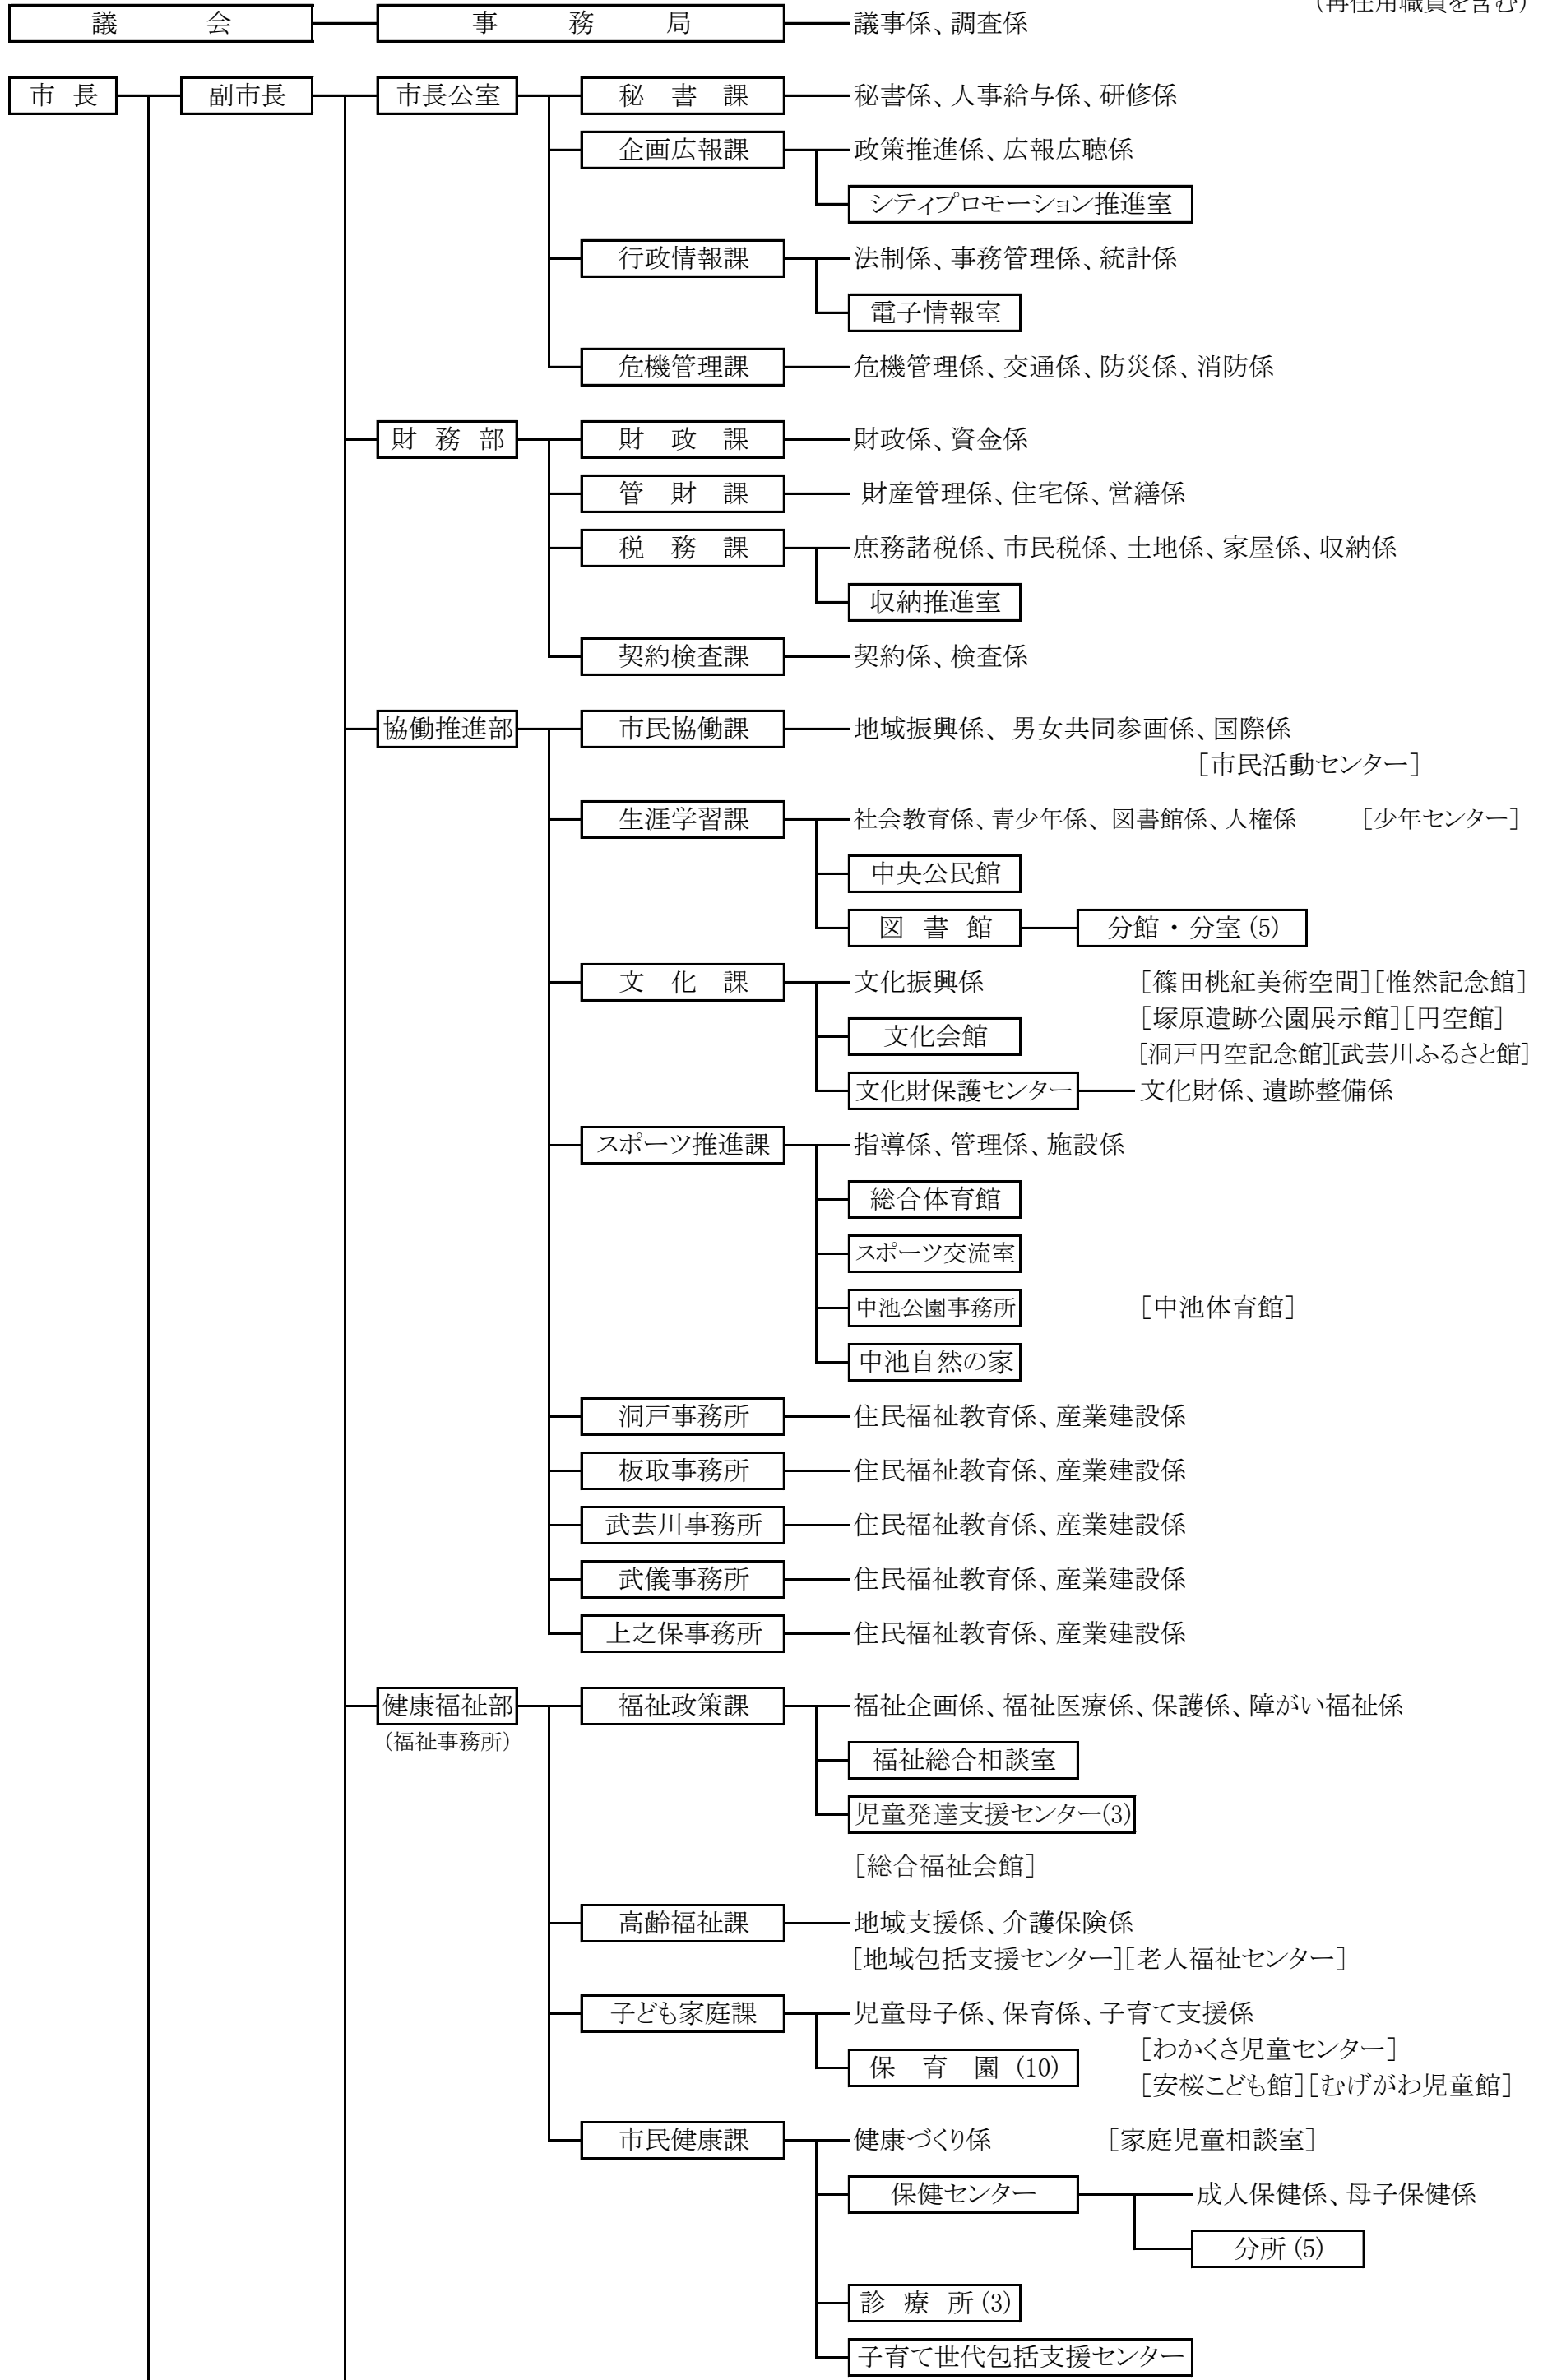 （再任用職員を含む）
議会 事務局 議事係、調査係
市長 副市長 市長公室 秘書課 秘書係、人事給与係、研修係
企画広報課 政策推進係、広報広聴係
シティプロモーション推進室
行政情報課 法制係、事務管理係、統計係
電子情報室
危機管理課 危機管理係、交通係、防災係、消防係
財務部 財政課 財政係、資金係
管財課 財産管理係、住宅係、営繕係
税務課 庶務諸税係、市民税係、土地係、家屋係、収納係
収納推進室
契約検査課 契約係、検査係
協働推進部 市民協働課 地域振興係、男女共同参画係、国際係
［市民活動センター］
生涯学習課 社会教育係、青少年係、図書館係、人権係 ［少年センター］
中央公民館
図書館 分館・分室(5)
文化課 文化振興係 ［篠田桃紅美術空間］［惟然記念館］
［塚原遺跡公園展示館］［円空館］
文化会館
［洞戸円空記念館］［武芸川ふるさと館］
文化財保護センター 文化財係、遺跡整備係
スポーツ推進課 指導係、管理係、施設係
総合体育館
スポーツ交流室
中池公園事務所 ［中池体育館］
中池自然の家
洞戸事務所 住民福祉教育係、産業建設係
板取事務所 住民福祉教育係、産業建設係
武芸川事務所 住民福祉教育係、産業建設係
武儀事務所 住民福祉教育係、産業建設係
上之保事務所 住民福祉教育係、産業建設係
健康福祉部 福祉政策課 福祉企画係、福祉医療係、保護係、障がい福祉係
（福祉事務所）
福祉総合相談室
児童発達支援センター(3)
［総合福祉会館］
高齢福祉課 地域支援係、介護保険係
［地域包括支援センター］［老人福祉センター］
子ども家庭課 児童母子係、保育係、子育て支援係
［わかくさ児童センター］
保育園(10)
［安桜こども館］［むげがわ児童館］
市民健康課 健康づくり係 ［家庭児童相談室］
保健センター 成人保健係、母子保健係
分所(5)
診療所(3)
子育て世代包括支援センター